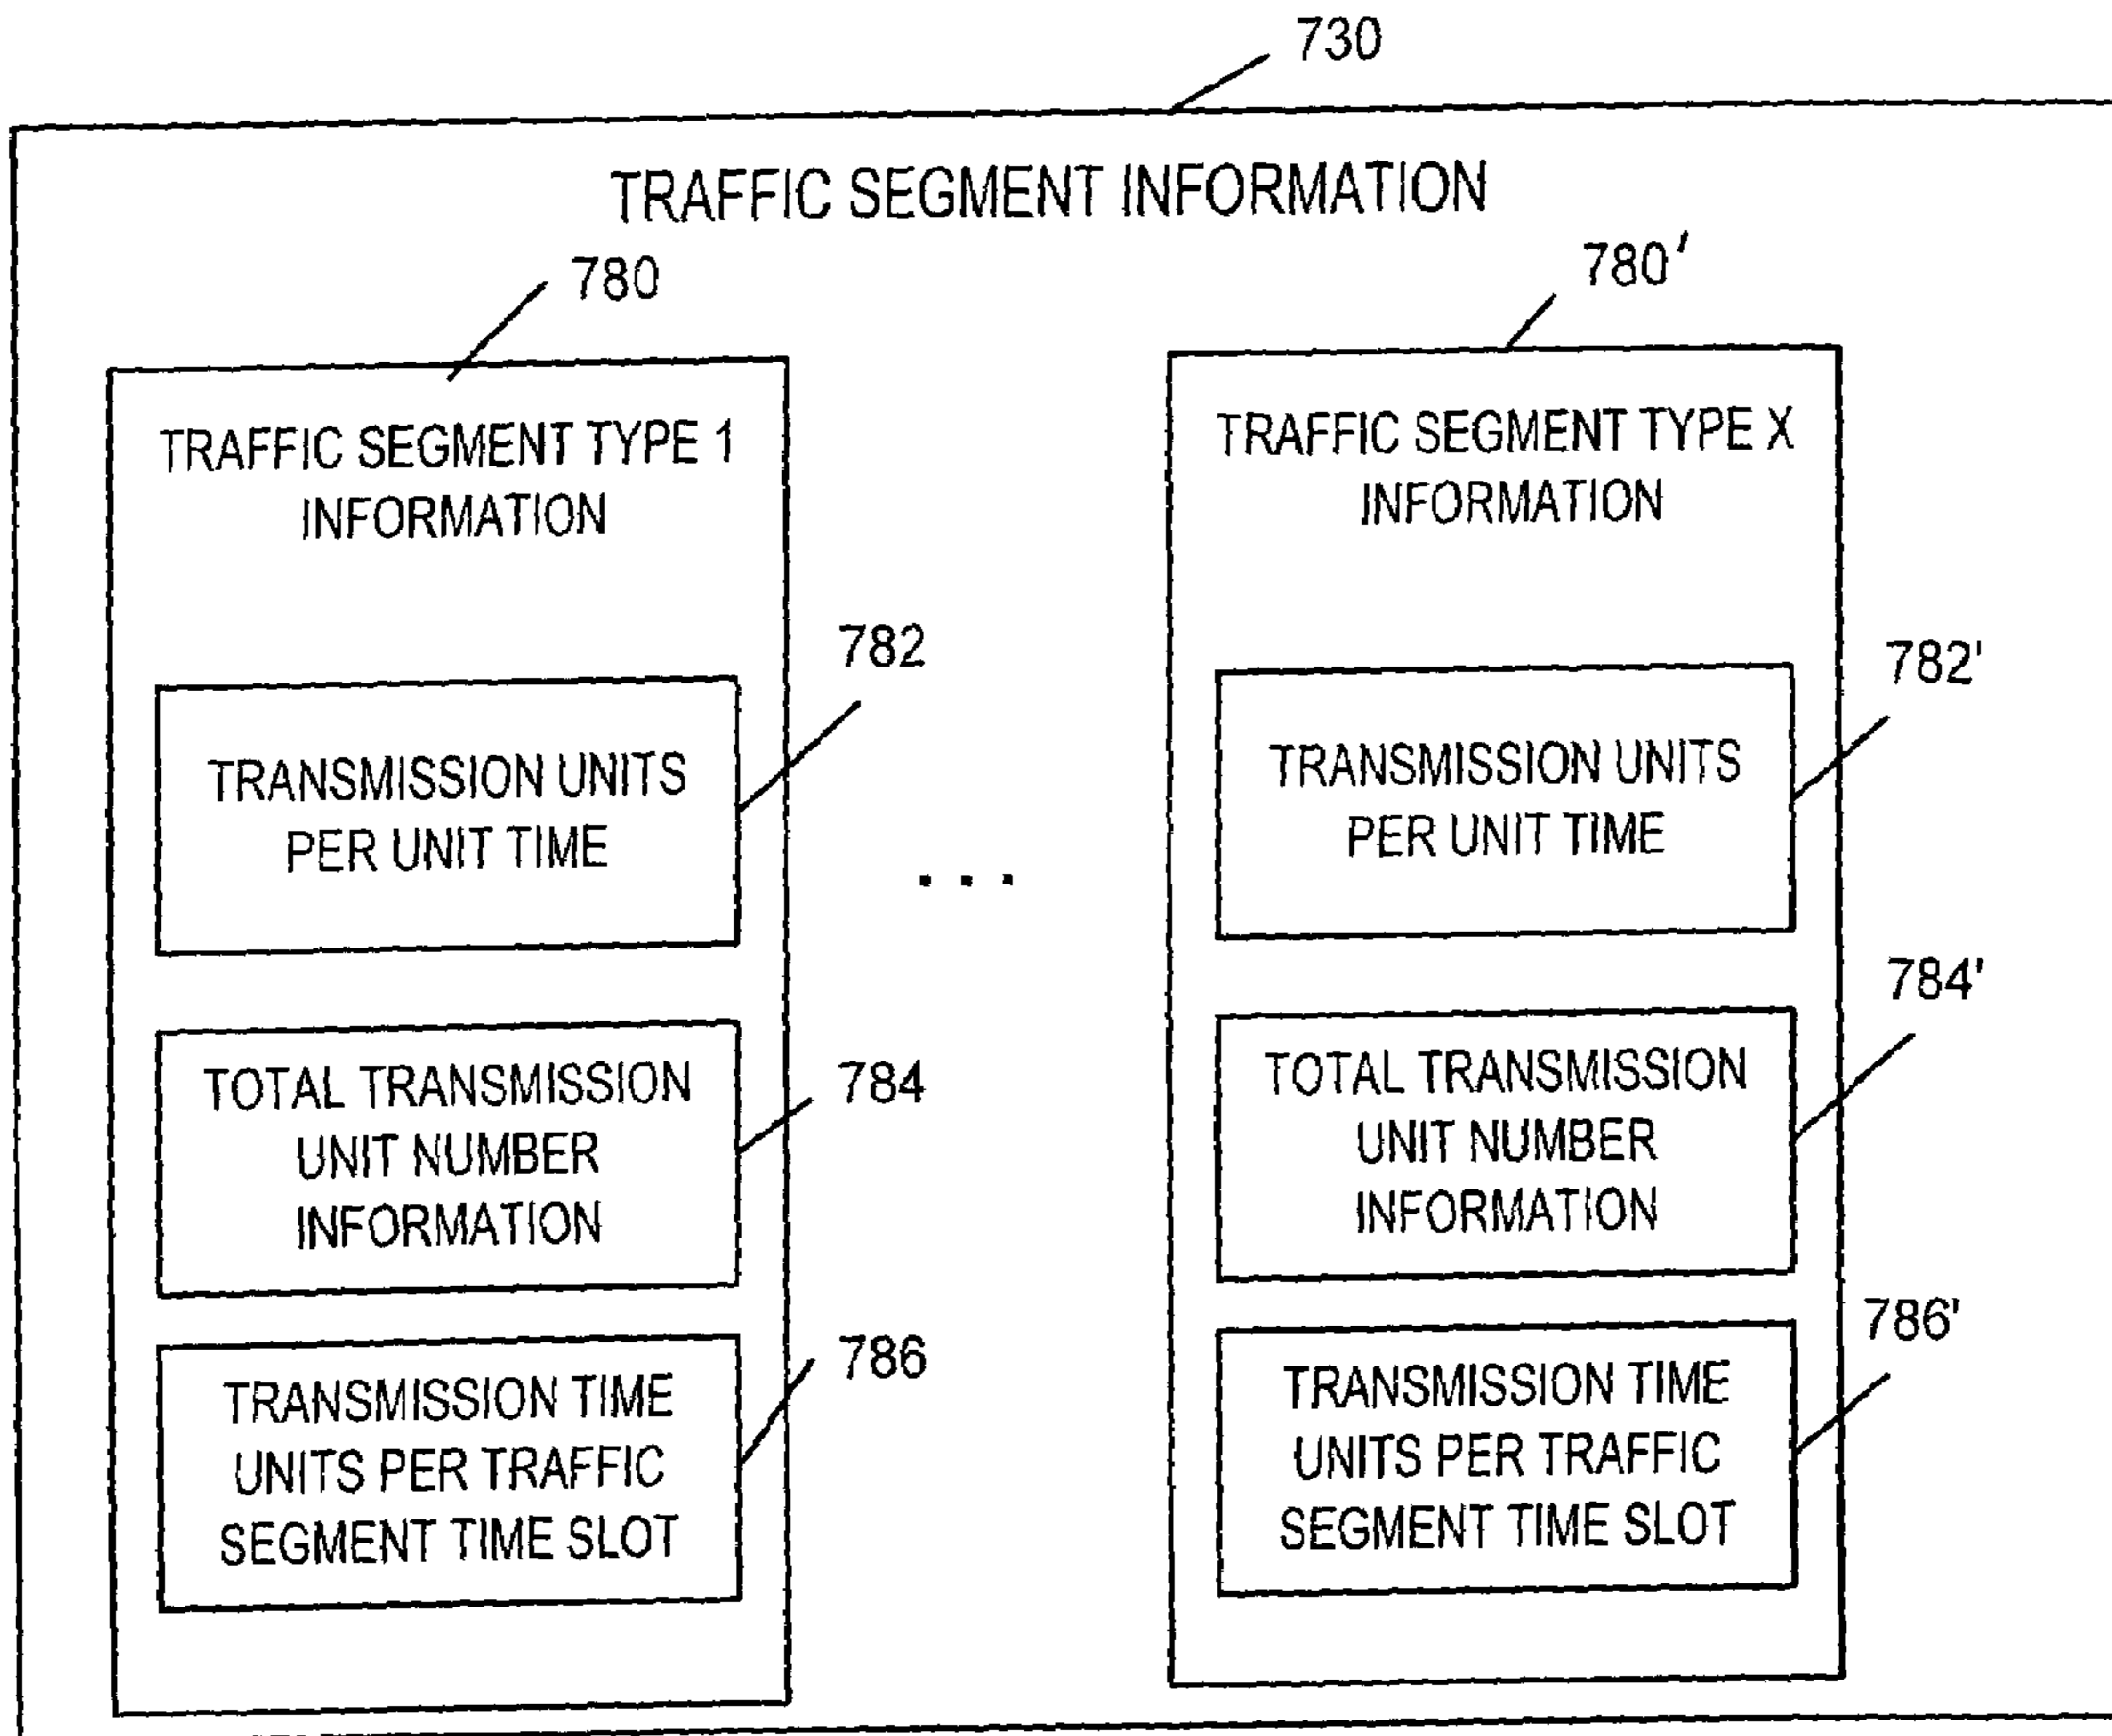 730
TRAFFIC SEGMENT INFORMATION
780
TRAFFIC SEGMENT TYPE 1
INFORMATION
782
TRANSMISSION UNITS
PER UNIT TIME
784
TOTAL TRANSMISSION
UNIT NUMBER
INFORMATION
786
TRANSMISSION TIME
UNITS PER TRAFFIC
SEGMENT TIME SLOT
...
780'
TRAFFIC SEGMENT TYPE X
INFORMATION
782'
TRANSMISSION UNITS
PER UNIT TIME
784'
TOTAL TRANSMISSION
UNIT NUMBER
INFORMATION
786'
TRANSMISSION TIME
UNITS PER TRAFFIC
SEGMENT TIME SLOT